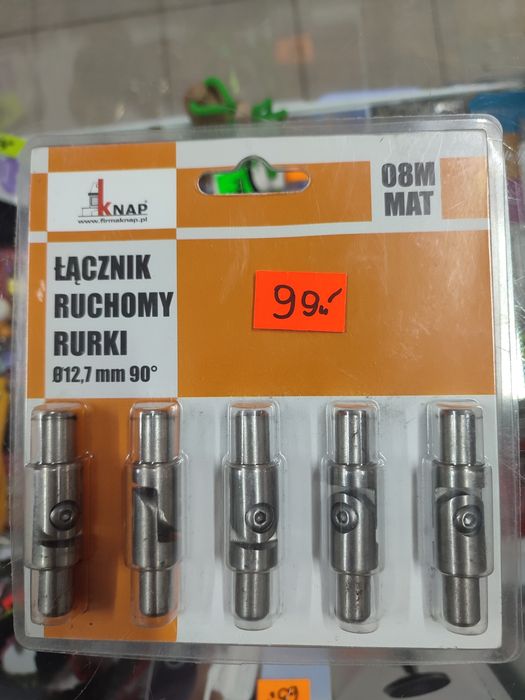 KNAP®
www.firmaknap.pl
08M
MAT
ŁĄCZNIK
RUCHOMY
RURKI
Ø12,7 mm 90°
99